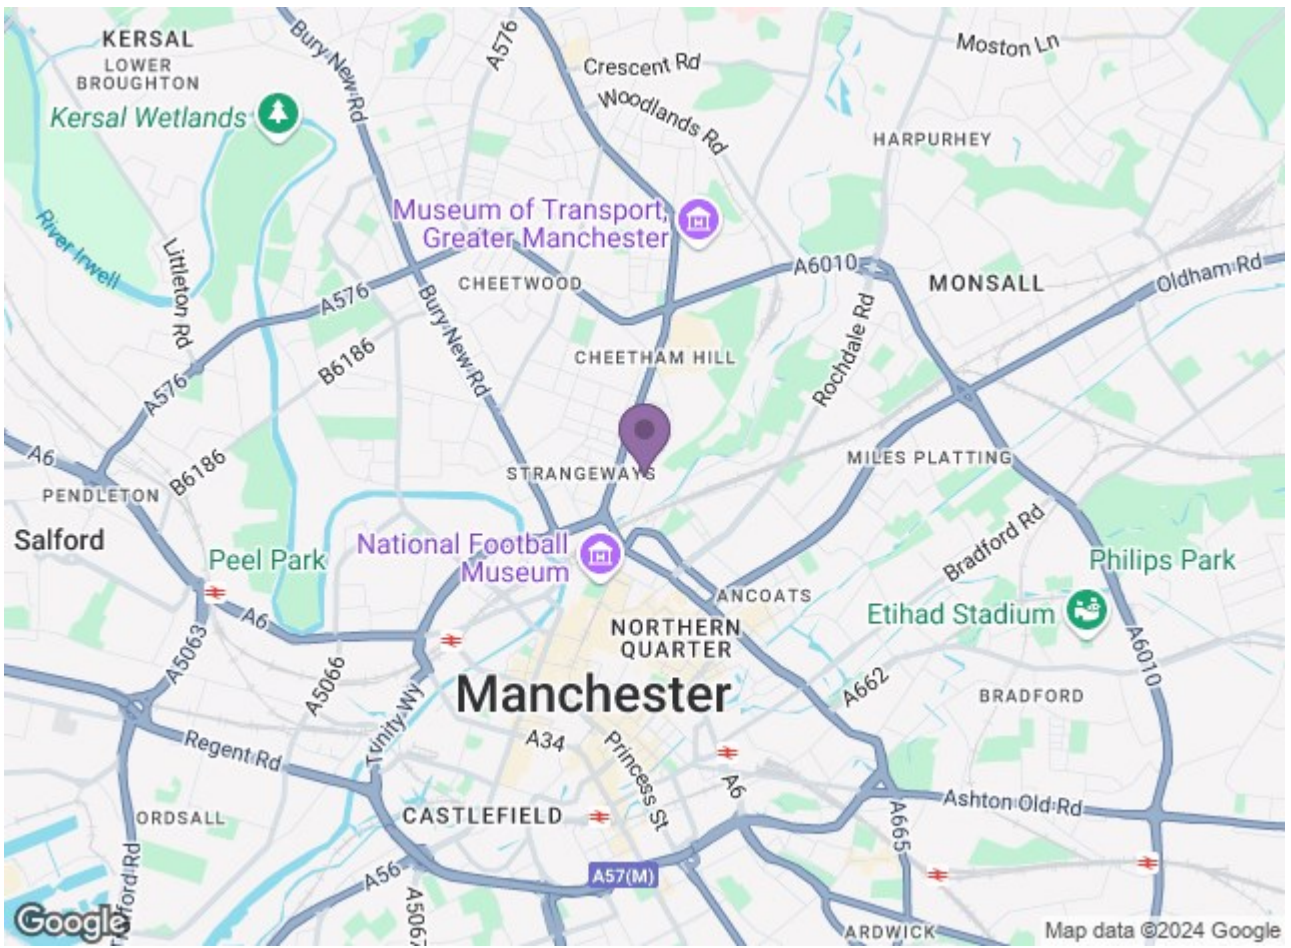 KERSAL
LOWER
BROUGHTON
Kersal Wetlands
Bury New Rd
A576
Crescent Rd
Woodlands Rd
Moston Ln
HARPURHEY
River Irwell
Littleton Rd
Museum of Transport,
Greater Manchester
CHEETWOOD
A576
A6010
MONSALL
Oldham Rd
Bury New Rd
B6186
CHEETHAM HILL
Rochdale Rd
A576
A6
B6186
PENDLETON
STRANGEWAYS
MILES PLATTING
Salford
Peel Park
National Football
Museum
Bradford Rd
Philips Park
ANCOATS
Etihad Stadium
A6
NORTHERN
QUARTER
A5063
A5066
A6010
Manchester
A662
BRADFORD
Trinity Wy
Regent Rd
A34
Princess St
A6
ORDSALL
CASTLEFIELD
A665
Ashton Old Rd
A57(M)
A56
A5067
Google
ARDWICK
Map data ©2024 Google